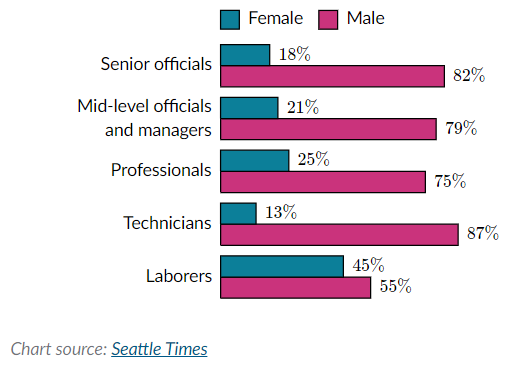 Female Male
Senior officials
18%
82%
Mid-level officials
and managers
21%
79%
Professionals
25%
75%
Technicians
13%
87%
Laborers
45%
55%
Chart source: Seattle Times